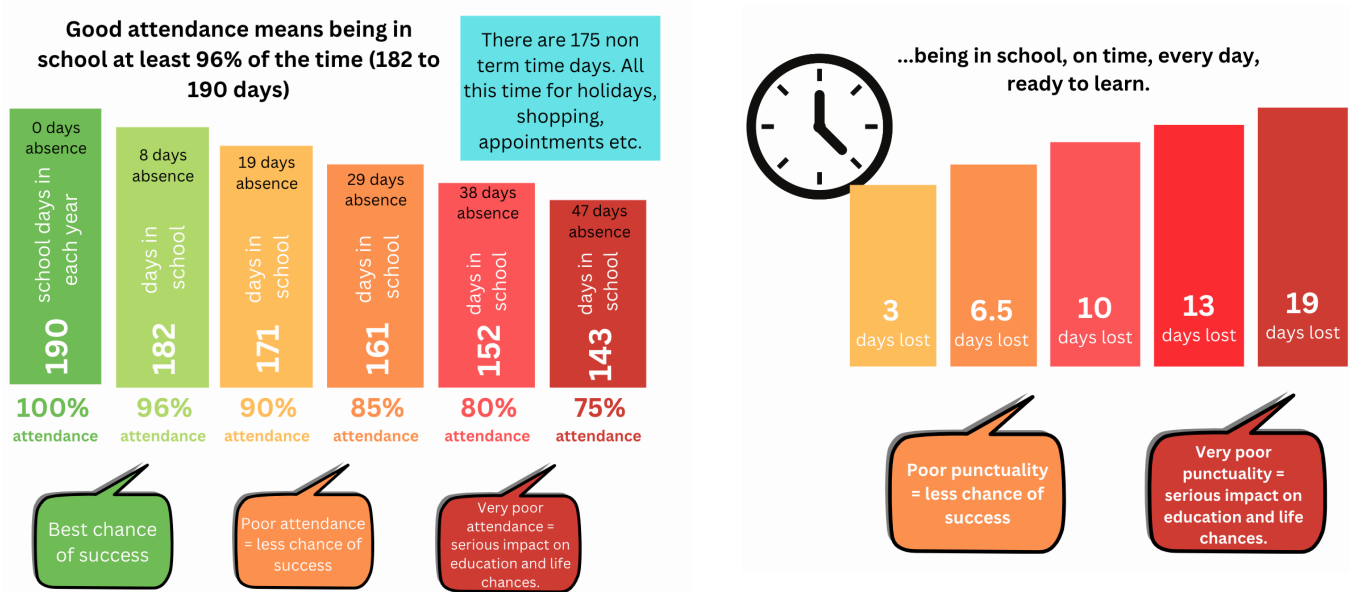 Good attendance means being in
school at least 96% of the time (182 to
190 days)
There are 175 non
term time days. All
this time for holidays,
shopping,
appointments etc.
0 days
absence
school days in
each year
190
100%
attendance
8 days
absence
days in
school
182
96%
attendance
19 days
absence
days in
school
171
90%
attendance
29 days
absence
days in
school
161
85%
attendance
38 days
absence
days in
school
152
80%
attendance
47 days
absence
days in
school
143
75%
attendance
Best chance
of success
Poor attendance
= less chance of
success
Very poor
attendance =
serious impact on
education and life
chances.
...being in school, on time, every day,
ready to learn.
3
days lost
6.5
days lost
10
days lost
13
days lost
19
days lost
Poor punctuality
= less chance of
success
Very poor
punctuality =
serious impact on
education and life
chances.